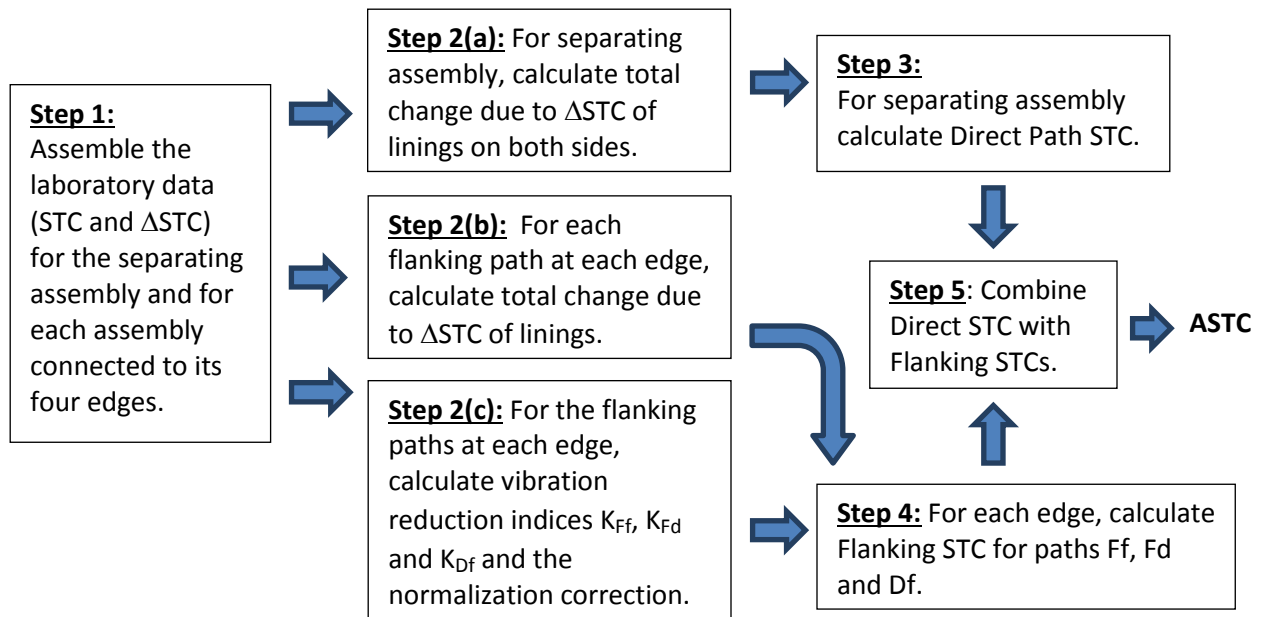 Step 1:
Assemble the
laboratory data
(STC and ΔSTC)
for the separating
assembly and for
each assembly
connected to its
four edges.
Step 2(a): For separating
assembly, calculate total
change due to ΔSTC of
linings on both sides.
Step 2(b): For each
flanking path at each edge,
calculate total change due
to ΔSTC of linings.
Step 2(c): For the flanking
paths at each edge,
calculate vibration
reduction indices KFf, KFd
and KDf and the
normalization correction.
Step 3:
For separating assembly
calculate Direct Path STC.
Step 4: For each edge, calculate
Flanking STC for paths Ff, Fd
and Df.
Step 5: Combine
Direct STC with
Flanking STCs.
ASTC